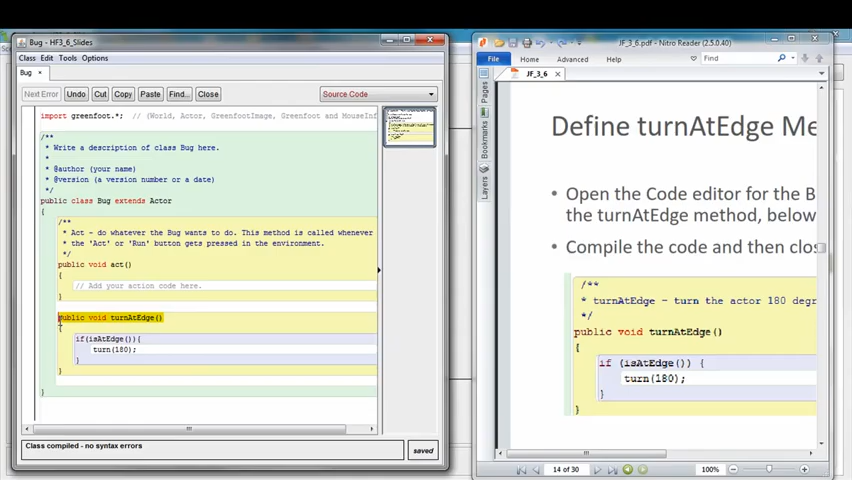 Bug - HF3_6_Slides
Class Edit Tools Options
Bug
Next Error Undo Cut Copy Paste Find... Close Source Code
import greenfoot.*; // (World, Actor, GreenfootImage, Greenfoot and MouseInf
/**
* Write a description of class Bug here.
*
* @author (your name)
* @version (a version number or a date)
*/
public class Bug extends Actor
{
/**
* Act - do whatever the Bug wants to do. This method is called whenever
* the 'Act' or 'Run' button gets pressed in the environment.
*/
public void act()
{
// Add your action code here.
}
public void turnAtEdge()
{
if(isAtEdge()){
turn(180);
}
}
}
Class compiled - no syntax errors
saved
JF_3_6.pdf - Nitro Reader (2.5.0.40)
File Home Advanced Find
JF_3_6
Pages
Bookmarks
Layers
Define turnAtEdge Me
• Open the Code editor for the B
the turnAtEdge method, below
• Compile the code and then clos
/**
* turnAtEdge - turn the actor 180 degr
*/
public void turnAtEdge()
{
if (isAtEdge()) {
turn(180);
}
}
14 of 30 100%